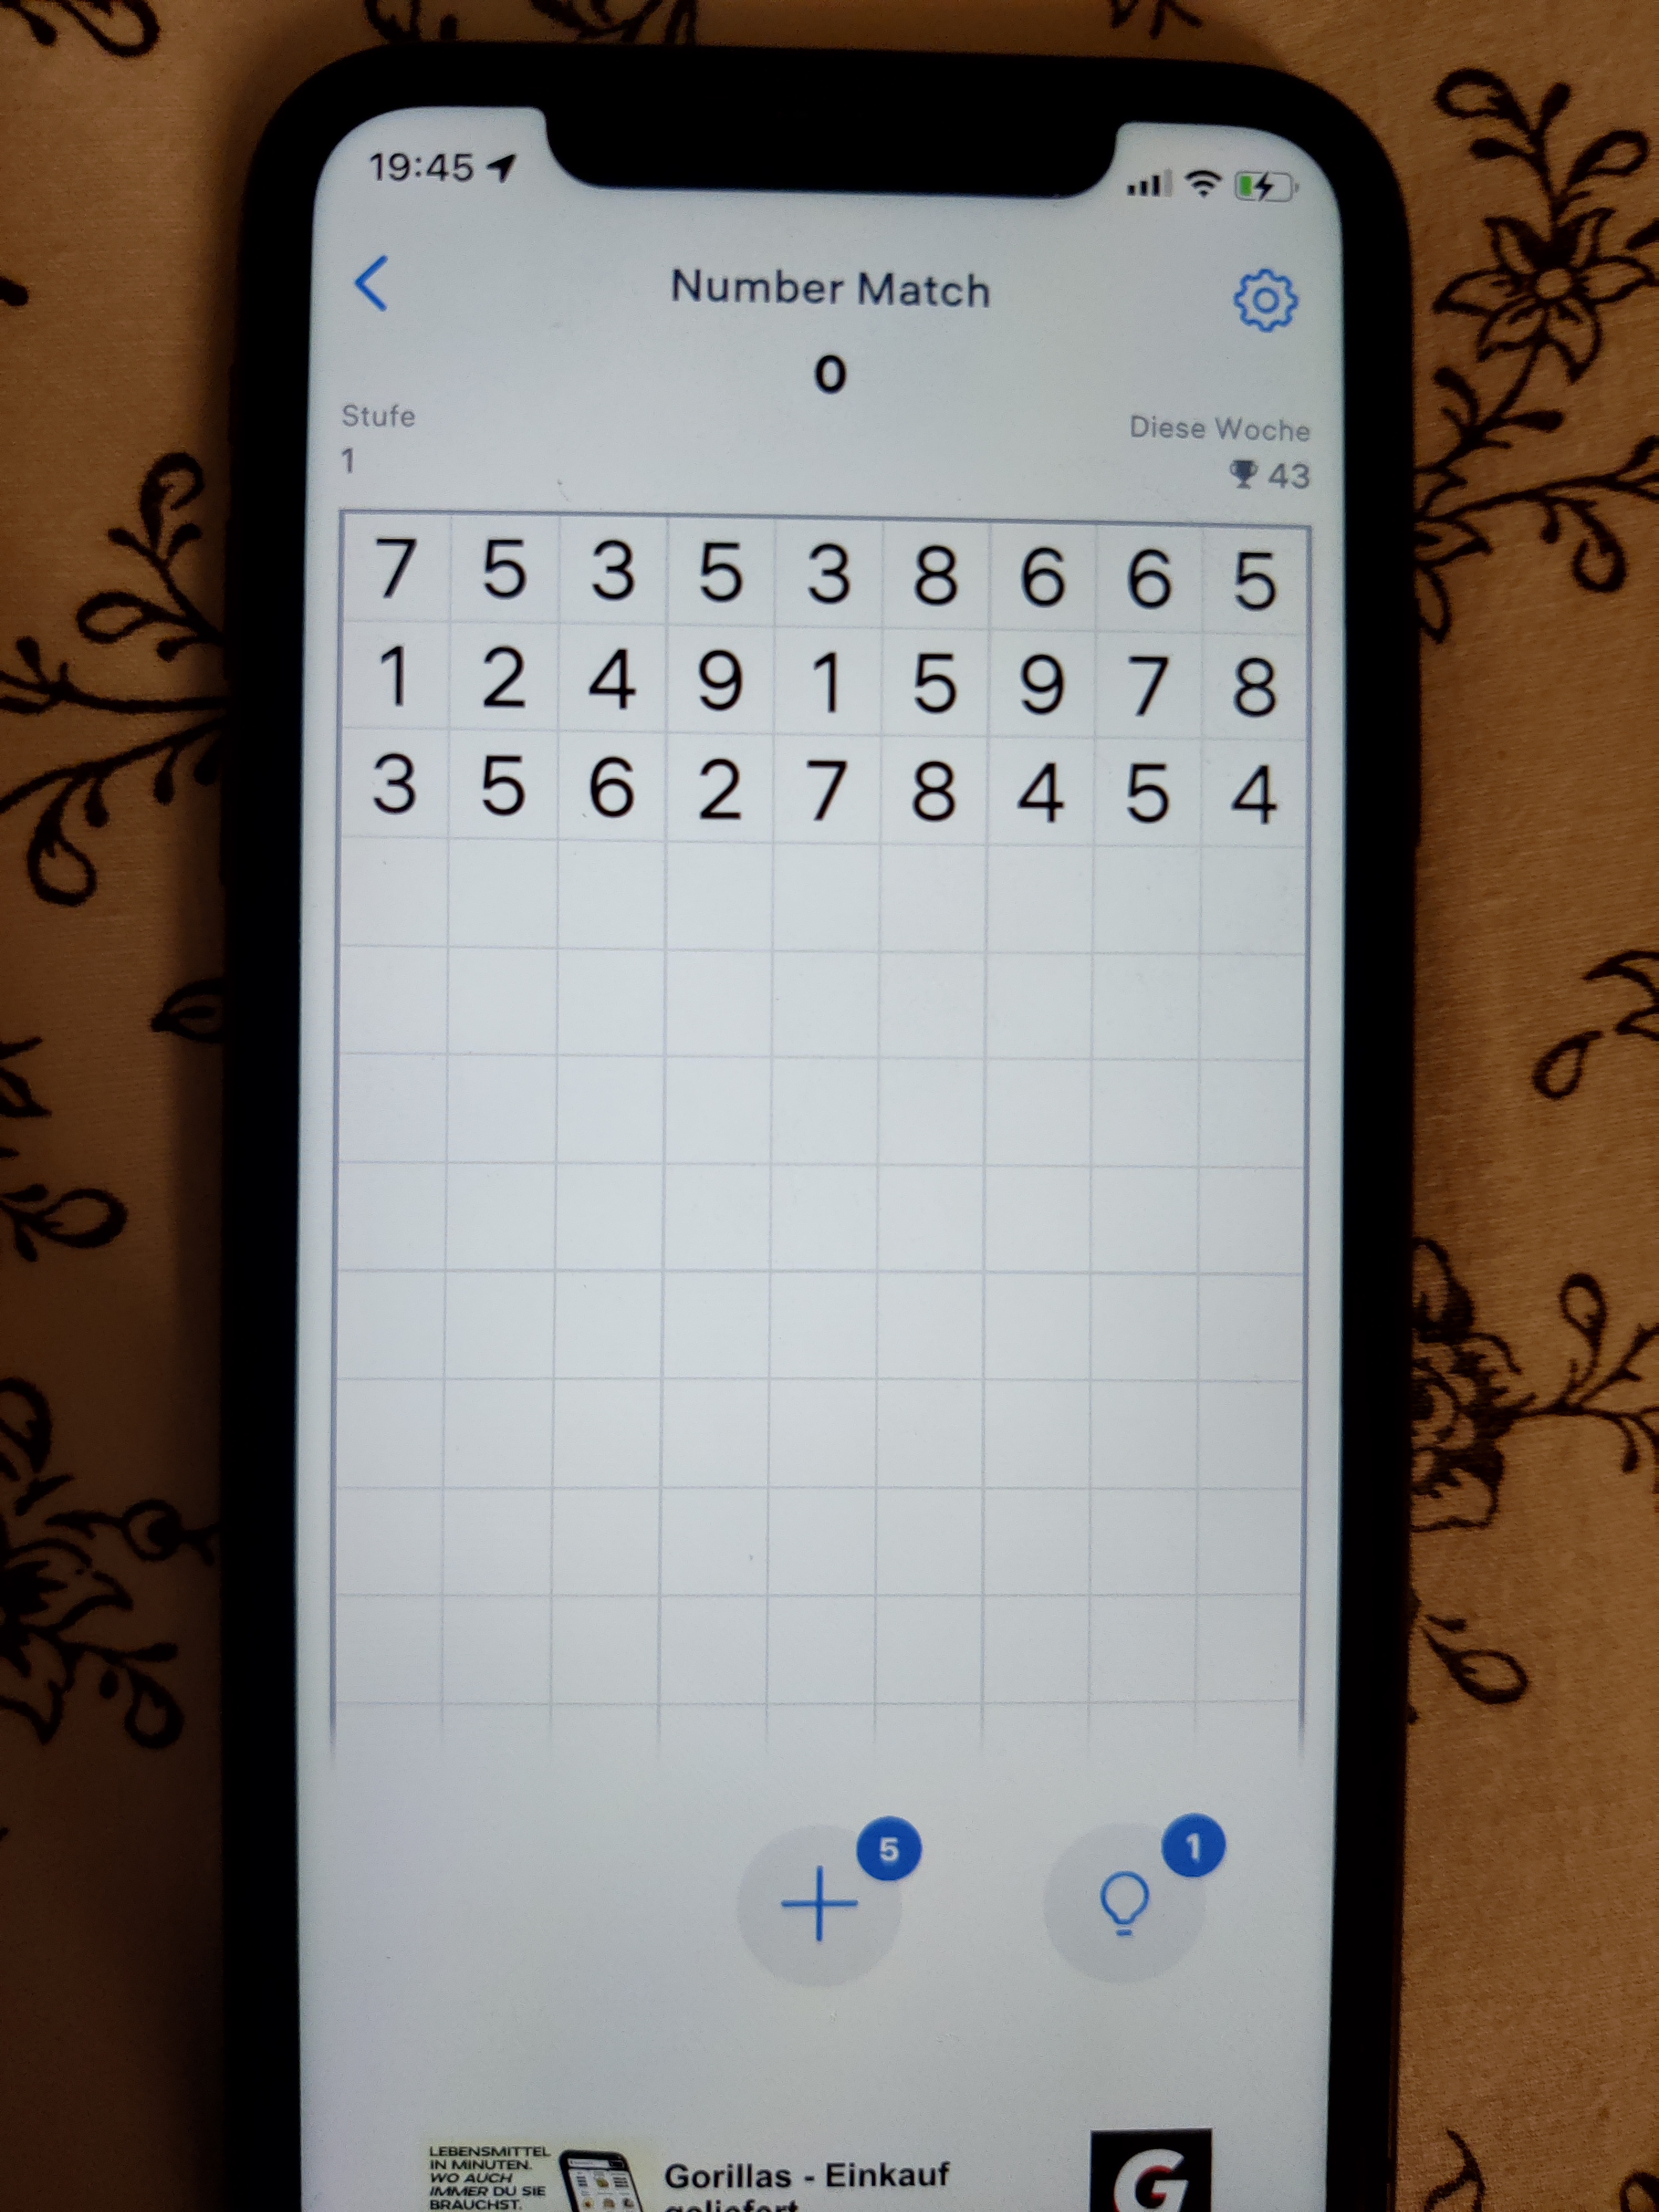 19:45
Number Match
0
Stufe
Diese Woche
1
43
7 5 3 5 3 8 6 6 5
1 2 4 9 1 5 9 7 8
3 5 6 2 7 8 4 5 4
5
1
LEBENSMITTEL
IN MINUTEN.
WO AUCH
IMMER DU SIE
BRAUCHST.
Gorillas - Einkauf
geliefert
G